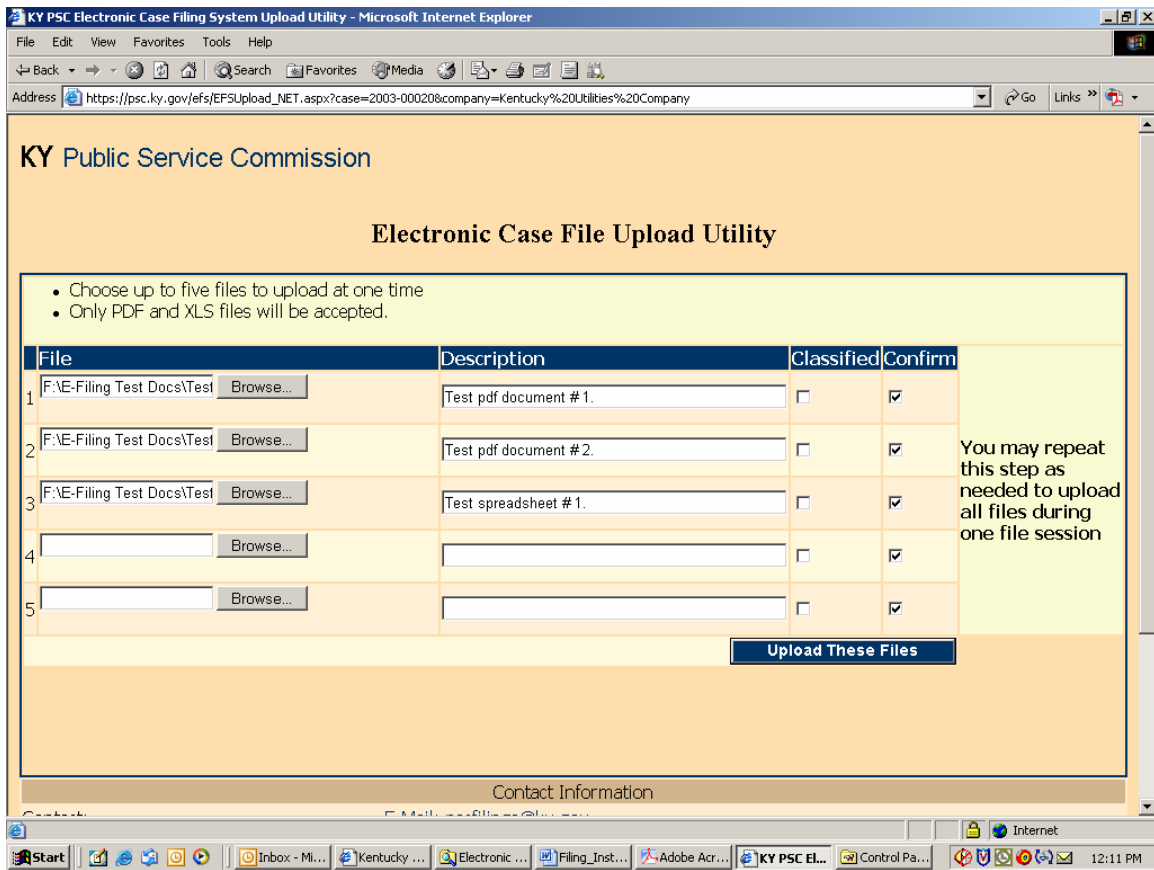 KY PSC Electronic Case Filing System Upload Utility - Microsoft Internet Explorer
File Edit View Favorites Tools Help
Back Search Favorites Media
Address https://psc.ky.gov/efs/EFSUpload_NET.aspx?case=2003-00020&company=Kentucky%20Utilities%20Company Go Links »
KY Public Service Commission
Electronic Case File Upload Utility
• Choose up to five files to upload at one time
• Only PDF and XLS files will be accepted.
File Description Classified Confirm
1 F:\E-Filing Test Docs\Test Browse... Test pdf document #1.
2 F:\E-Filing Test Docs\Test Browse... Test pdf document #2.
3 F:\E-Filing Test Docs\Test Browse... Test spreadsheet #1.
4 Browse...
5 Browse...
You may repeat
this step as
needed to upload
all files during
one file session
Upload These Files
Contact Information
Internet
Start Inbox - Mi... Kentucky ... Electronic ... Filing_Inst... Adobe Acr... KY PSC El... Control Pa... 12:11 PM